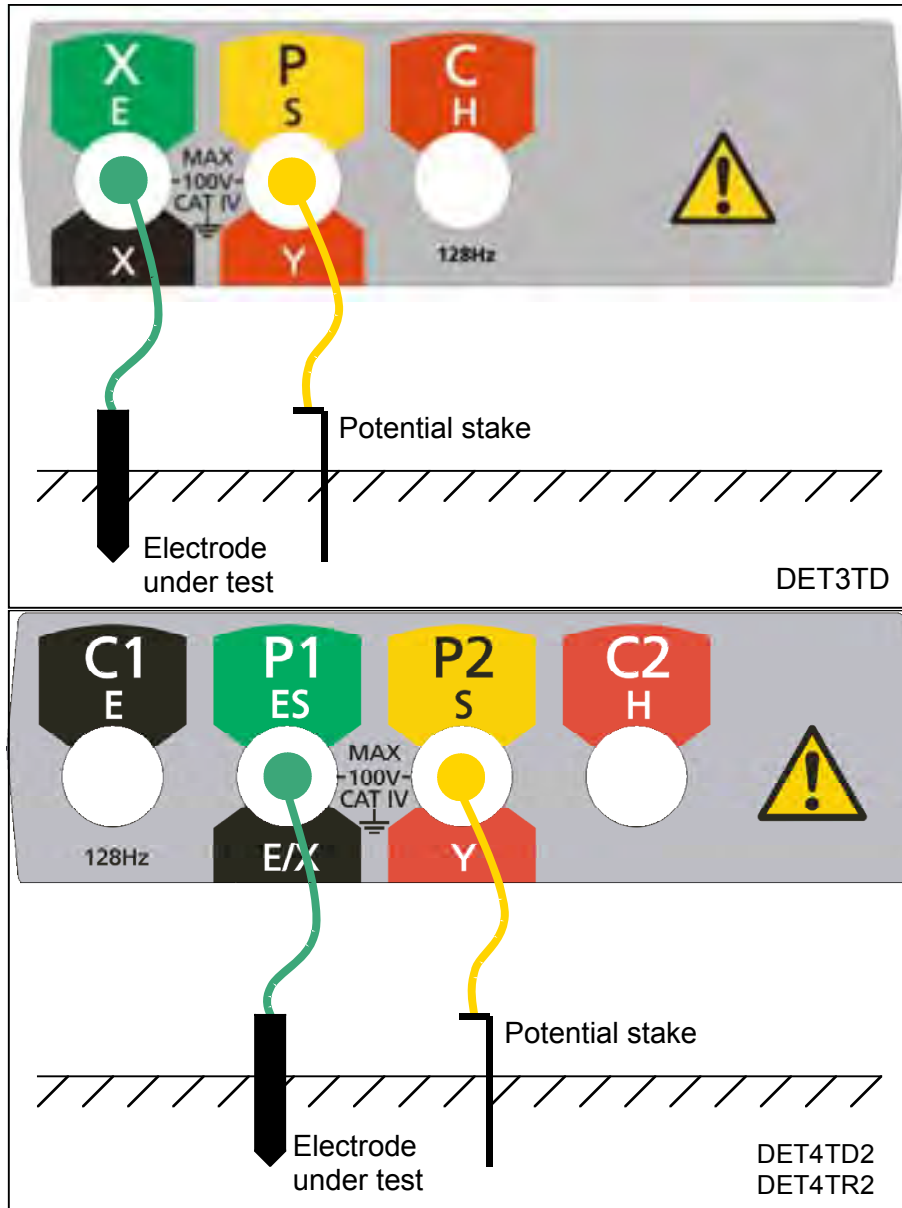 X P C
E S H
MAX
100V
CAT IV
X Y 128Hz
Potential stake
Electrode
under test
DET3TD
C1 P1 P2 C2
E ES S H
MAX
100V
CAT IV
128Hz E/X Y
Potential stake
Electrode
under test
DET4TD2
DET4TR2